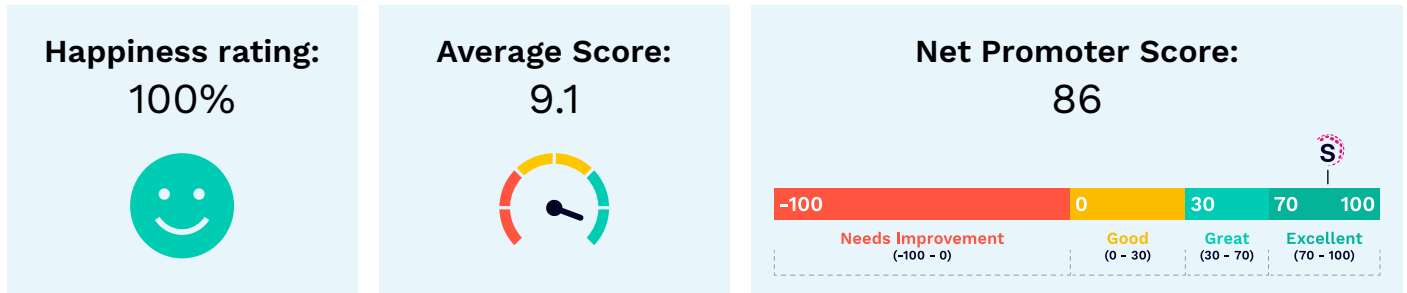 Happiness rating:
100%
Average Score:
9.1
Net Promoter Score:
86
S
-100 0 30 70 100
Needs Improvement
(-100 - 0)
Good
(0 - 30)
Great
(30 - 70)
Excellent
(70 - 100)